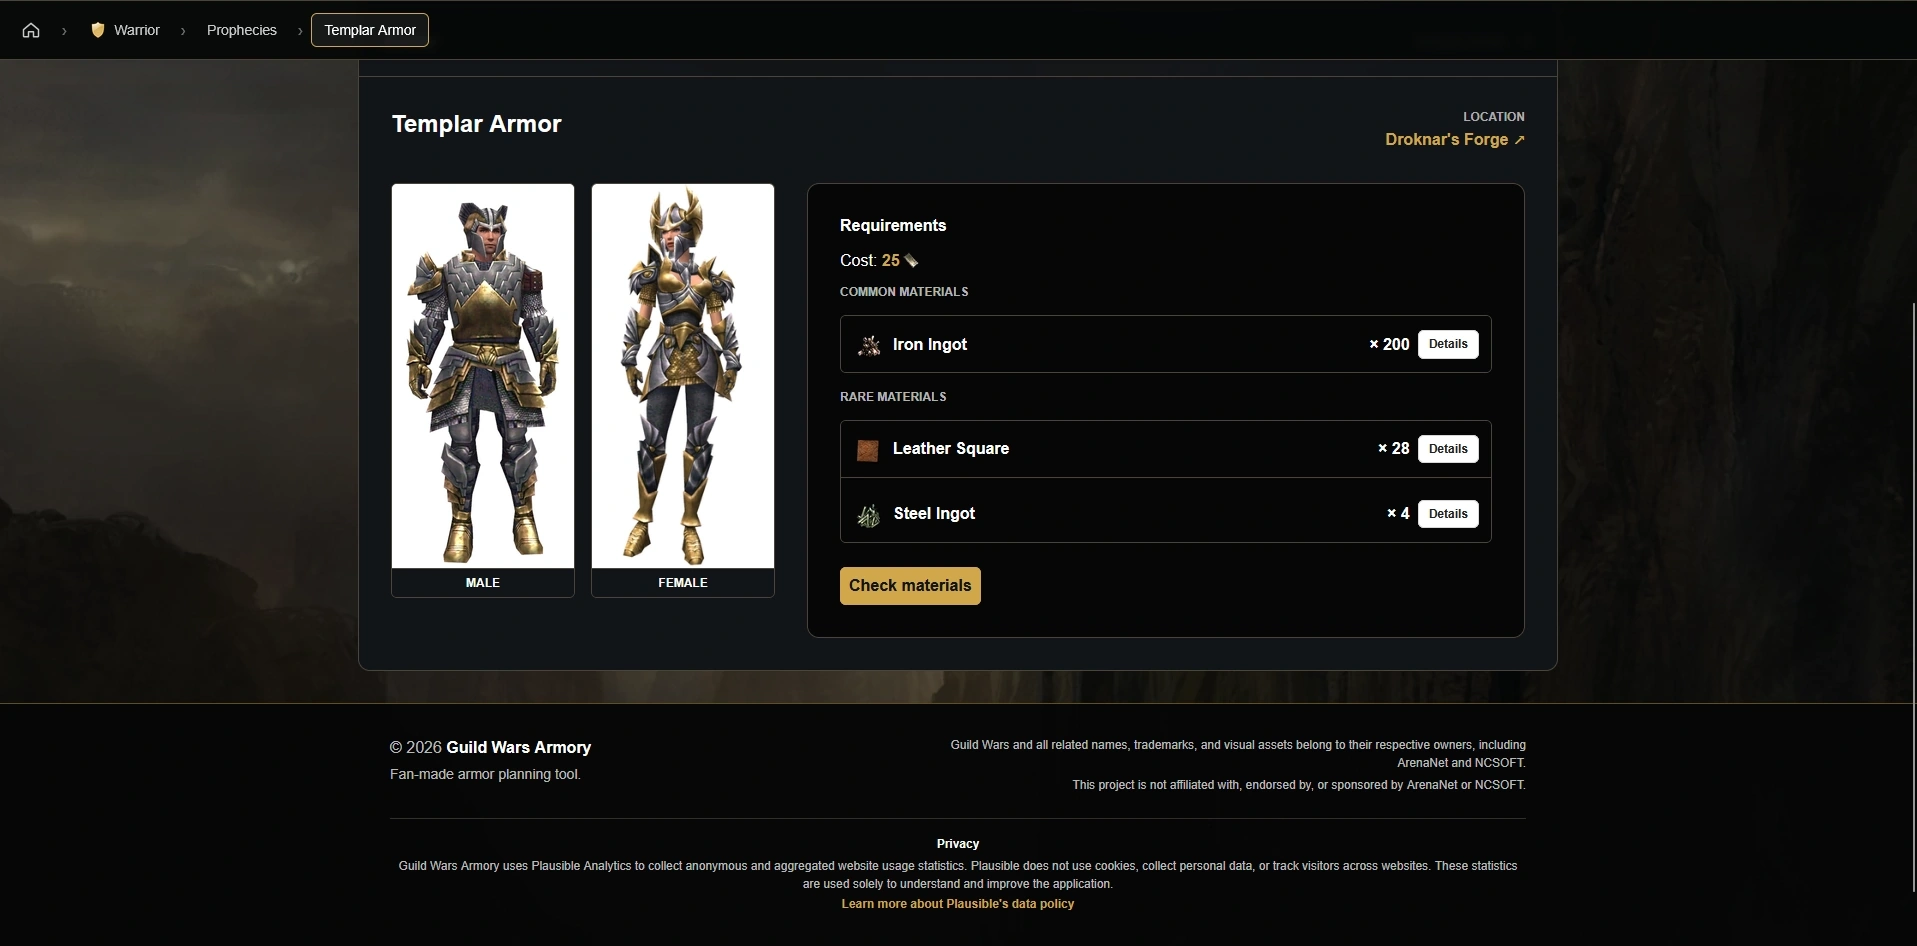 Warrior
Prophecies
Templar Armor
Templar Armor
LOCATION
Droknar's Forge ↗
MALE
FEMALE
Requirements
Cost: 25
COMMON MATERIALS
Iron Ingot × 200 Details
RARE MATERIALS
Leather Square × 28 Details
Steel Ingot × 4 Details
Check materials
© 2026 Guild Wars Armory
Fan-made armor planning tool.
Guild Wars and all related names, trademarks, and visual assets belong to their respective owners, including
ArenaNet and NCSOFT.
This project is not affiliated with, endorsed by, or sponsored by ArenaNet or NCSOFT.
Privacy
Guild Wars Armory uses Plausible Analytics to collect anonymous and aggregated website usage statistics. Plausible does not use cookies, collect personal data, or track visitors across websites. These statistics
are used solely to understand and improve the application.
Learn more about Plausible's data policy